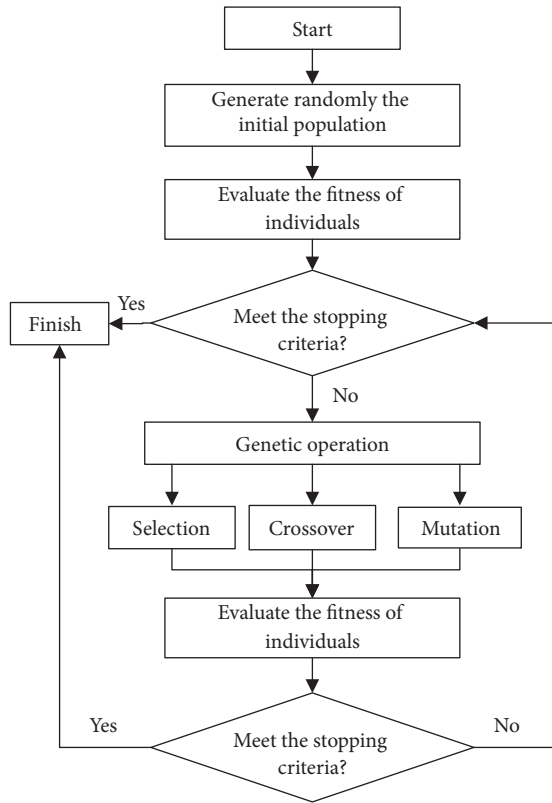 Start
Generate randomly the
initial population
Evaluate the fitness of
individuals
Yes
Finish
Meet the stopping
criteria?
No
Genetic operation
Selection
Crossover
Mutation
Evaluate the fitness of
individuals
Yes
No
Meet the stopping
criteria?